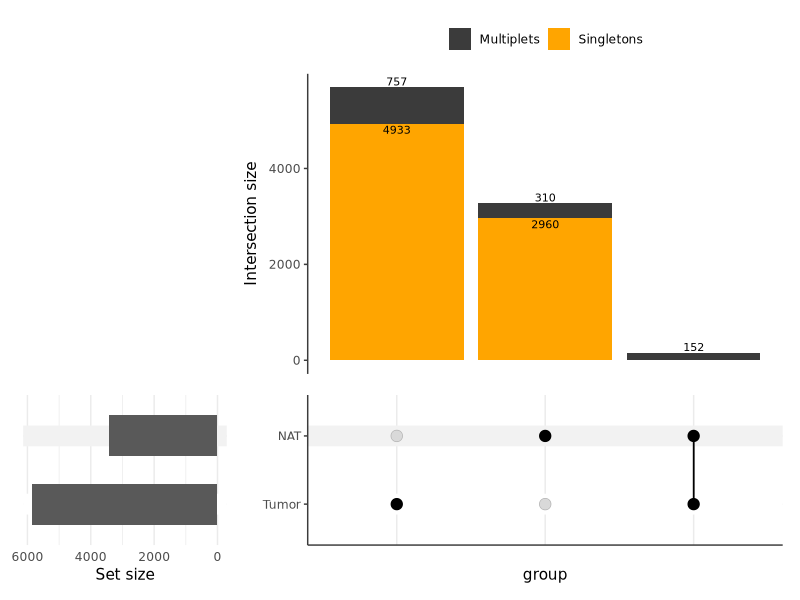 Multiplets Singletons
757
4933
310
2960
152
4000
2000
0
Intersection size
NAT
Tumor
6000 4000 2000 0
Set size
group